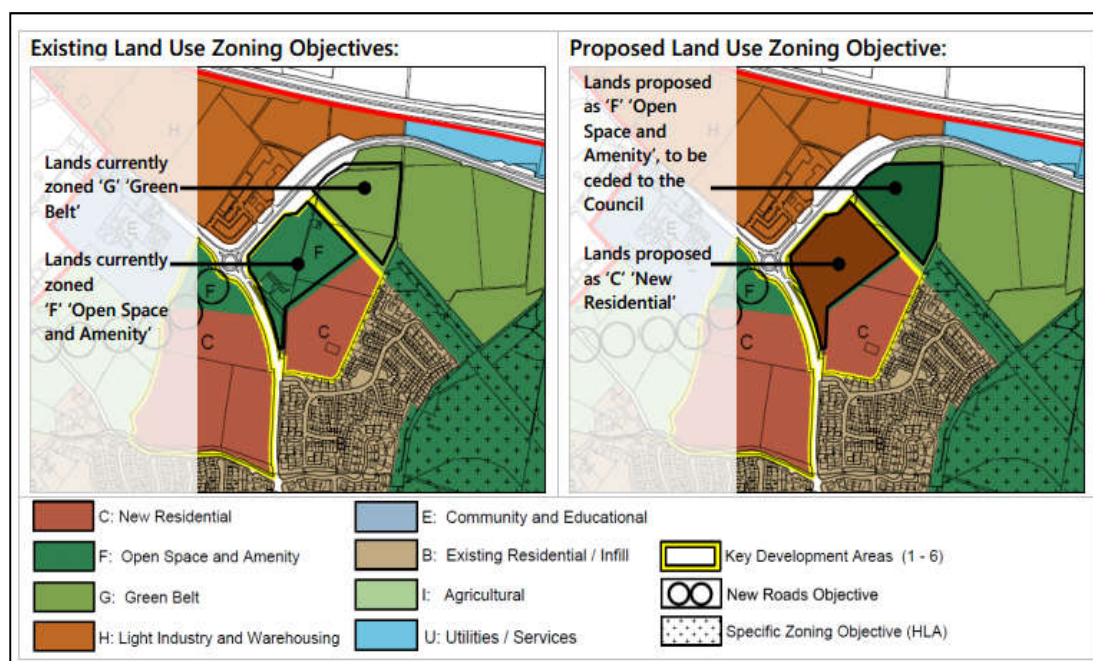 Existing Land Use Zoning Objectives:
Lands currently
zoned 'G' 'Green
Belt'
Lands currently
zoned
'F' 'Open Space
and Amenity'
H
E
F
F
C
C
B
Proposed Land Use Zoning Objective:
Lands proposed
as 'F' 'Open
Space and
Amenity', to be
ceded to the
Council
Lands proposed
as 'C' 'New
Residential'
F
C
B
C: New Residential
F: Open Space and Amenity
G: Green Belt
H: Light Industry and Warehousing
E: Community and Educational
B: Existing Residential / Infill
I: Agricultural
U: Utilities / Services
Key Development Areas (1 - 6)
New Roads Objective
Specific Zoning Objective (HLA)